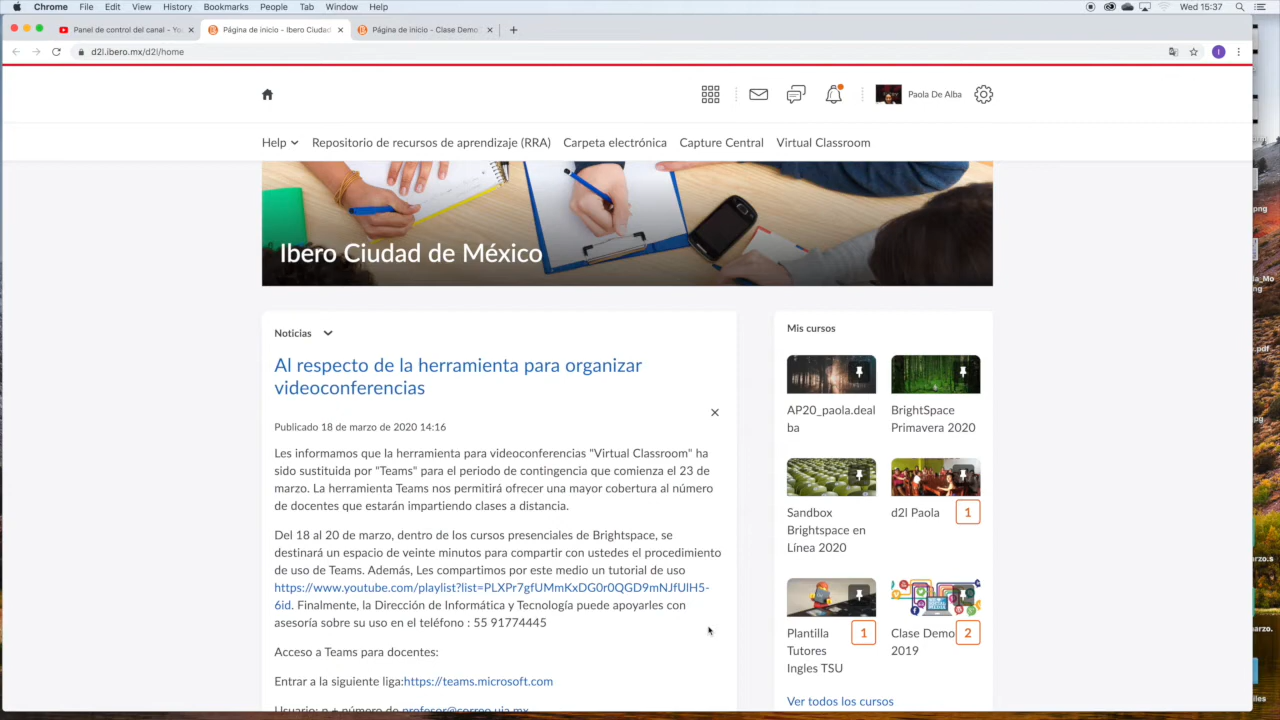 Chrome File Edit View History Bookmarks People Tab Window Help Wed 15:37
Panel de control del canal - Yo Página de inicio - Ibero Ciudad Página de inicio - Clase Demo
d2l.ibero.mx/d2l/home
Paola De Alba
Help Repositorio de recursos de aprendizaje (RRA) Carpeta electrónica Capture Central Virtual Classroom
Ibero Ciudad de México
Noticias
Al respecto de la herramienta para organizar
videoconferencias
Publicado 18 de marzo de 2020 14:16
Les informamos que la herramienta para videoconferencias "Virtual Classroom" ha
sido sustituida por "Teams" para el periodo de contingencia que comienza el 23 de
marzo. La herramienta Teams nos permitirá ofrecer una mayor cobertura al número
de docentes que estarán impartiendo clases a distancia.
Del 18 al 20 de marzo, dentro de los cursos presenciales de Brightspace, se
destinará un espacio de veinte minutos para compartir con ustedes el procedimiento
de uso de Teams. Además, Les compartimos por este medio un tutorial de uso
https://www.youtube.com/playlist?list=PLXPr7gfUMmKxDG0r0QGD9mNJfUlH5-
6id. Finalmente, la Dirección de Informática y Tecnología puede apoyarles con
asesoría sobre su uso en el teléfono : 55 91774445
Acceso a Teams para docentes:
Entrar a la siguiente liga:https://teams.microsoft.com
Usuario: p + número de profesor@correo.uia.mx
Mis cursos
AP20_paola.deal
ba
BrightSpace
Primavera 2020
Sandbox
Brightspace en
Línea 2020
d2l Paola 1
Plantilla 1
Tutores
Ingles TSU
Clase Demo 2
2019
Ver todos los cursos